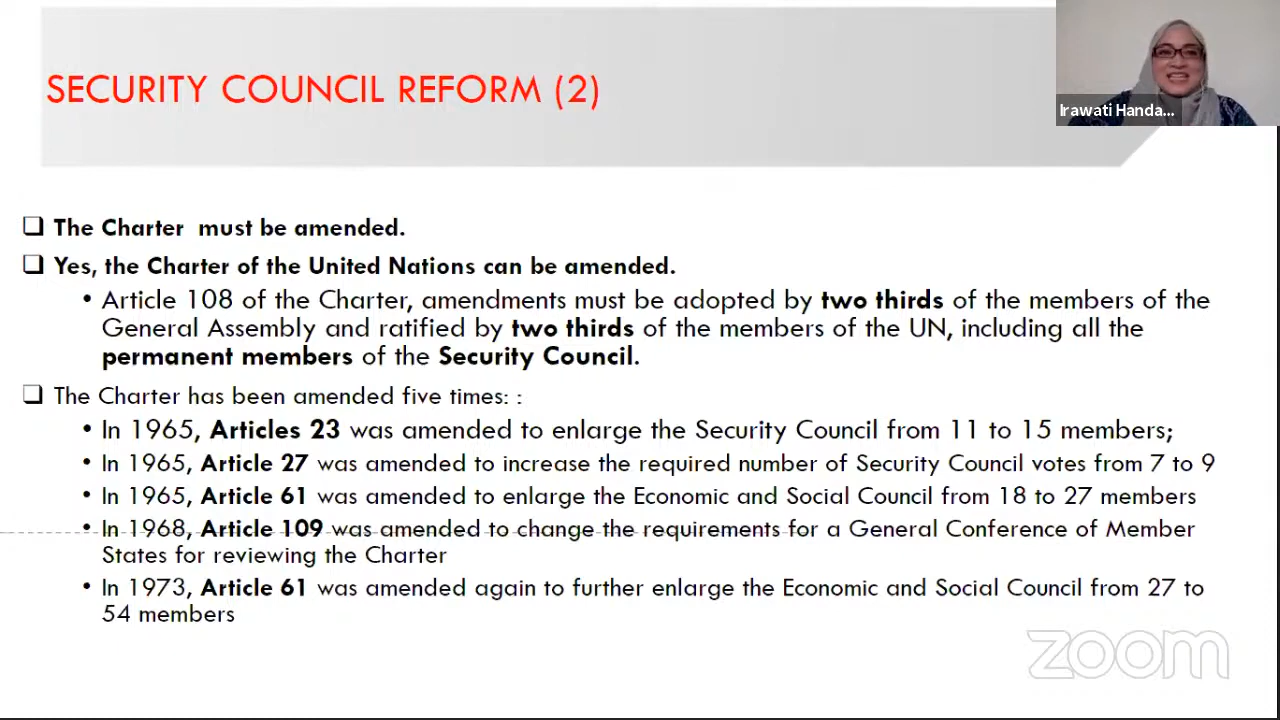 SECURITY COUNCIL REFORM (2)
Irawati Handa...
❑ The Charter must be amended.
❑ Yes, the Charter of the United Nations can be amended.
• Article 108 of the Charter, amendments must be adopted by two thirds of the members of the
General Assembly and ratified by two thirds of the members of the UN, including all the
permanent members of the Security Council.
❑ The Charter has been amended five times: :
• In 1965, Articles 23 was amended to enlarge the Security Council from 11 to 15 members;
• In 1965, Article 27 was amended to increase the required number of Security Council votes from 7 to 9
• In 1965, Article 61 was amended to enlarge the Economic and Social Council from 18 to 27 members
• In 1968, Article 109 was amended to change the requirements for a General Conference of Member
States for reviewing the Charter
• In 1973, Article 61 was amended again to further enlarge the Economic and Social Council from 27 to
54 members
zoom